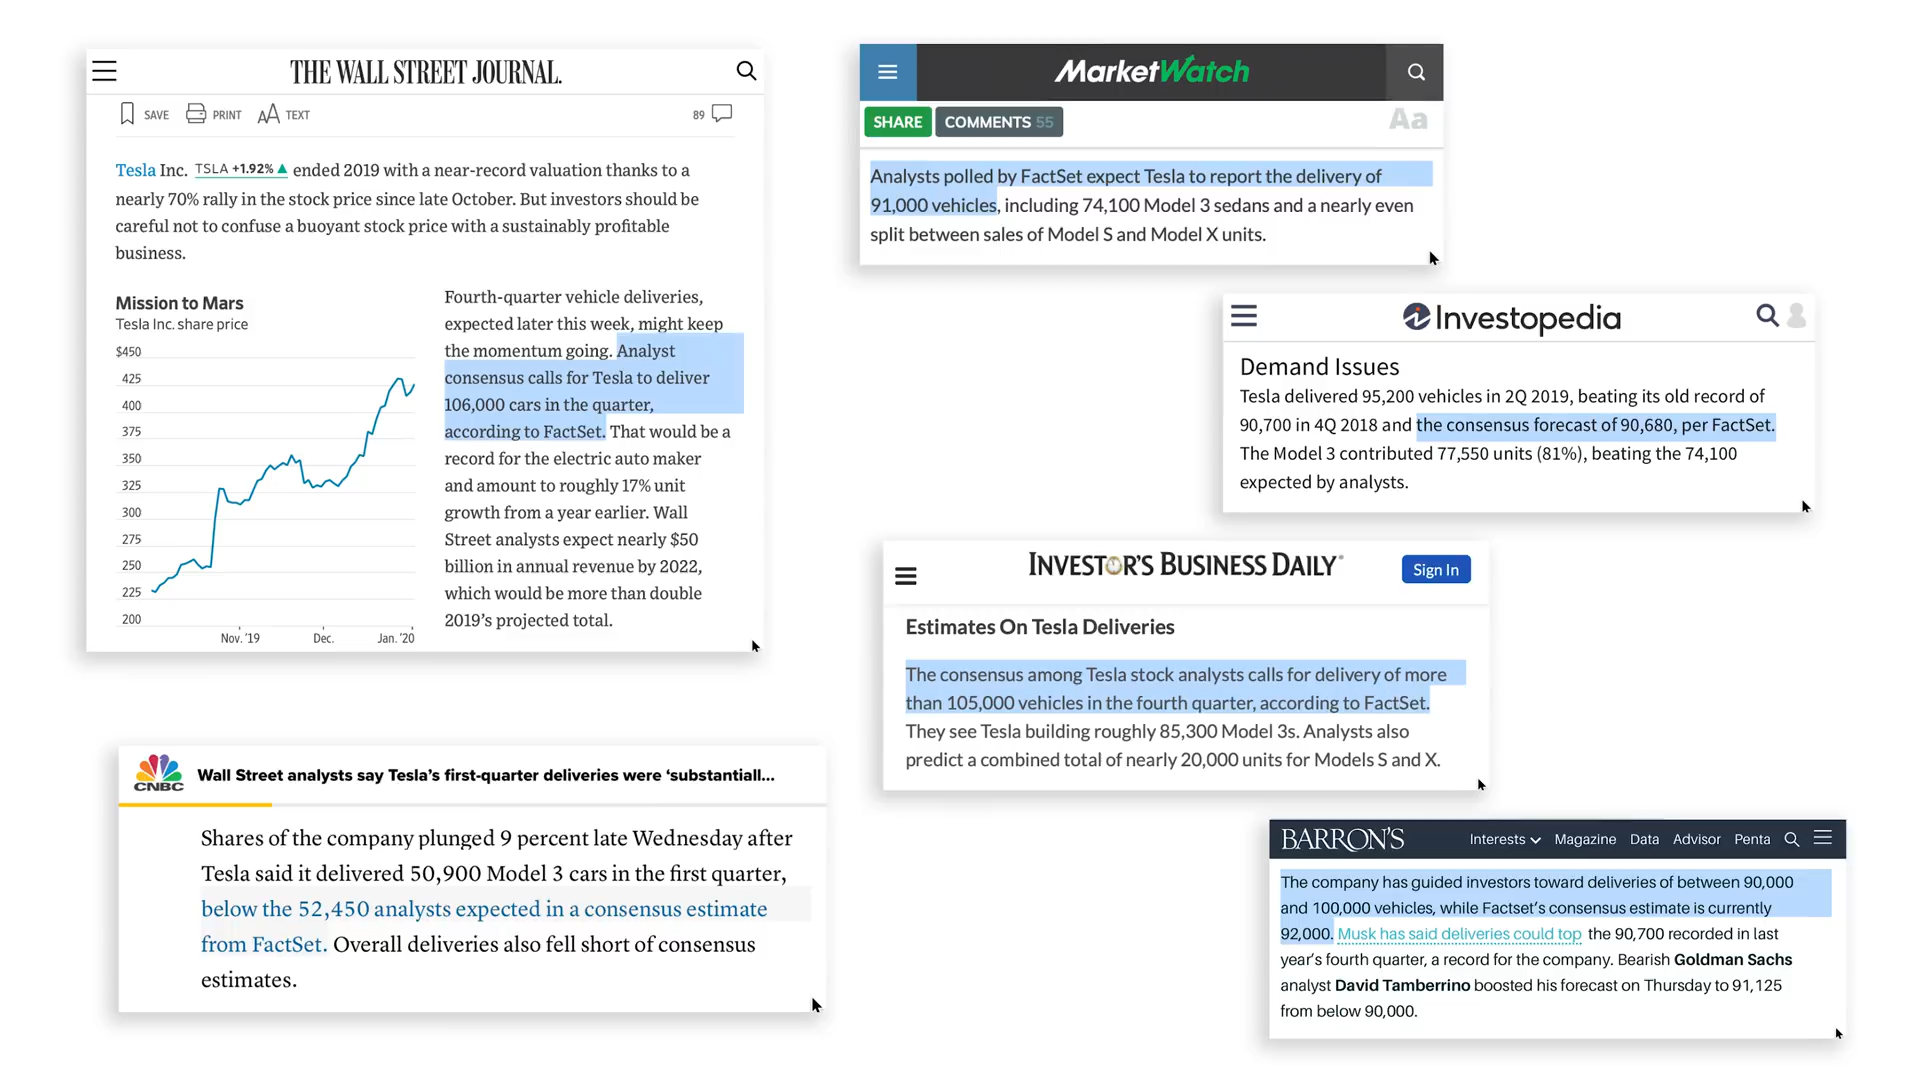 THE WALL STREET JOURNAL.
SAVE PRINT TEXT 89
Tesla Inc. TSLA +1.92% ▲ ended 2019 with a near-record valuation thanks to a
nearly 70% rally in the stock price since late October. But investors should be
careful not to confuse a buoyant stock price with a sustainably profitable
business.
Mission to Mars
Tesla Inc. share price
$450
425
400
375
350
325
300
275
250
225
200
Nov. '19 Dec. Jan. '20
Fourth-quarter vehicle deliveries,
expected later this week, might keep
the momentum going. Analyst
consensus calls for Tesla to deliver
106,000 cars in the quarter,
according to FactSet. That would be a
record for the electric auto maker
and amount to roughly 17% unit
growth from a year earlier. Wall
Street analysts expect nearly $50
billion in annual revenue by 2022,
which would be more than double
2019's projected total.
MarketWatch
SHARE COMMENTS 55 Aa
Analysts polled by FactSet expect Tesla to report the delivery of
91,000 vehicles, including 74,100 Model 3 sedans and a nearly even
split between sales of Model S and Model X units.
Investopedia
Demand Issues
Tesla delivered 95,200 vehicles in 2Q 2019, beating its old record of
90,700 in 4Q 2018 and the consensus forecast of 90,680, per FactSet.
The Model 3 contributed 77,550 units (81%), beating the 74,100
expected by analysts.
INVESTOR'S BUSINESS DAILY® Sign In
Estimates On Tesla Deliveries
The consensus among Tesla stock analysts calls for delivery of more
than 105,000 vehicles in the fourth quarter, according to FactSet.
They see Tesla building roughly 85,300 Model 3s. Analysts also
predict a combined total of nearly 20,000 units for Models S and X.
CNBC
Wall Street analysts say Tesla's first-quarter deliveries were 'substantiall...
Shares of the company plunged 9 percent late Wednesday after
Tesla said it delivered 50,900 Model 3 cars in the first quarter,
below the 52,450 analysts expected in a consensus estimate
from FactSet. Overall deliveries also fell short of consensus
estimates.
BARRON'S Interests Magazine Data Advisor Penta
The company has guided investors toward deliveries of between 90,000
and 100,000 vehicles, while Factset's consensus estimate is currently
92,000. Musk has said deliveries could top the 90,700 recorded in last
year's fourth quarter, a record for the company. Bearish Goldman Sachs
analyst David Tamberrino boosted his forecast on Thursday to 91,125
from below 90,000.